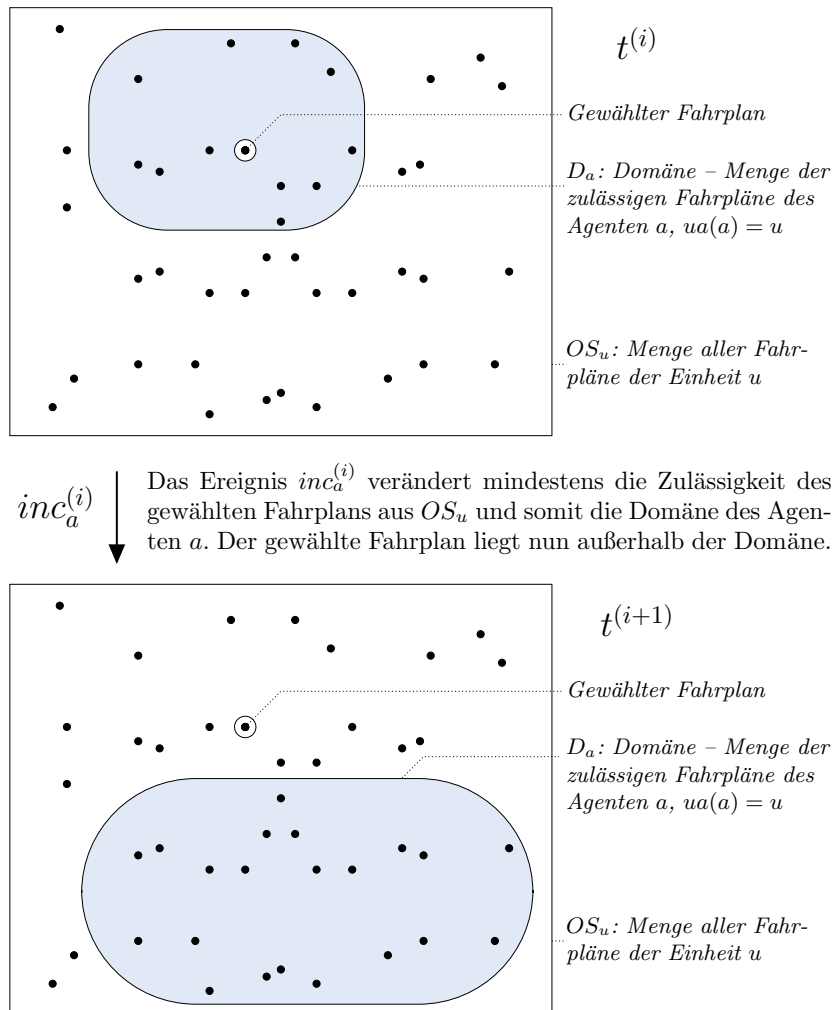 t^{(i)}
Gewählter Fahrplan
D_a: Domäne – Menge der
zulässigen Fahrpläne des
Agenten a, ua(a) = u
OS_u: Menge aller Fahr-
pläne der Einheit u
inc_a^{(i)}
Das Ereignis inc_a^{(i)} verändert mindestens die Zulässigkeit des
gewählten Fahrplans aus OS_u und somit die Domäne des Agen-
ten a. Der gewählte Fahrplan liegt nun außerhalb der Domäne.
t^{(i+1)}
Gewählter Fahrplan
D_a: Domäne – Menge der
zulässigen Fahrpläne des
Agenten a, ua(a) = u
OS_u: Menge aller Fahr-
pläne der Einheit u